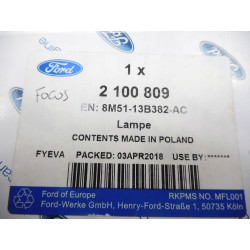 Ford
1 x
FOCUS
2 100 809
EN: 8M51-13B382-AC
Lampe
CONTENTS MADE IN POLAND
FYEVA PACKED: 03APR2018 USE BY: *******
Ford of Europe RKPMS NO. MFL001
Ford-Werke GmbH, Henry-Ford-Straße 1, 50735 Köln